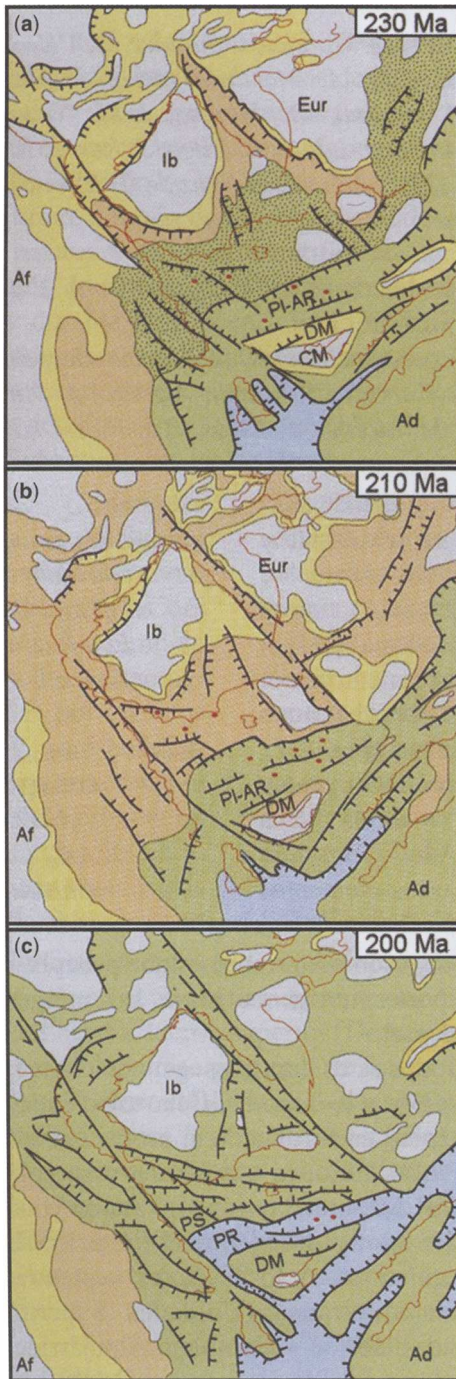 (a) 230 Ma
Eur
Ib
Af
PI-AR
DM
CM
Ad
(b) 210 Ma
Eur
Ib
PI-AR
DM
Af
Ad
(c) 200 Ma
Ib
PS
PR
DM
Af
Ad